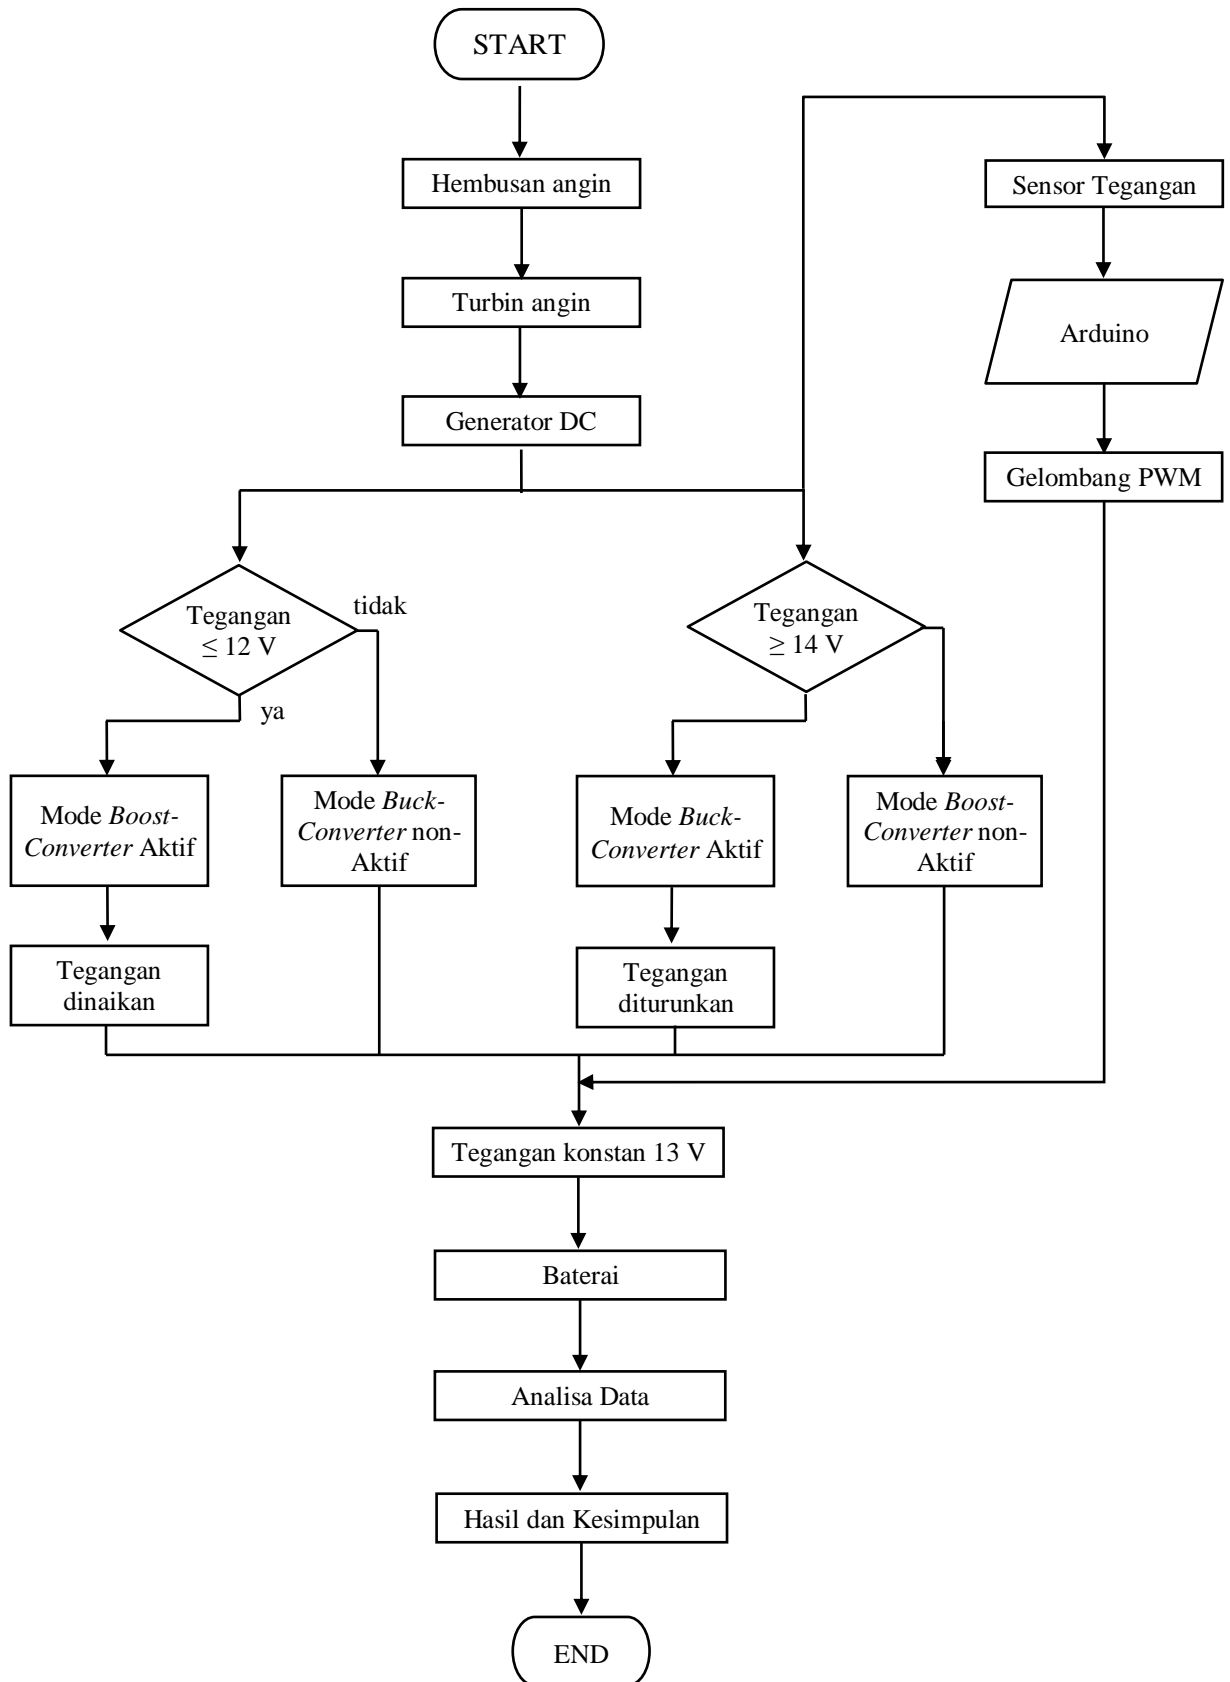 START
Hembusan angin
Sensor Tegangan
Turbin angin
Arduino
Generator DC
Gelombang PWM
Tegangan
≤ 12 V
tidak
ya
Tegangan
≥ 14 V
Mode Boost-
Converter Aktif
Mode Buck-
Converter non-
Aktif
Mode Buck-
Converter Aktif
Mode Boost-
Converter non-
Aktif
Tegangan
dinaikan
Tegangan
diturunkan
Tegangan konstan 13 V
Baterai
Analisa Data
Hasil dan Kesimpulan
END